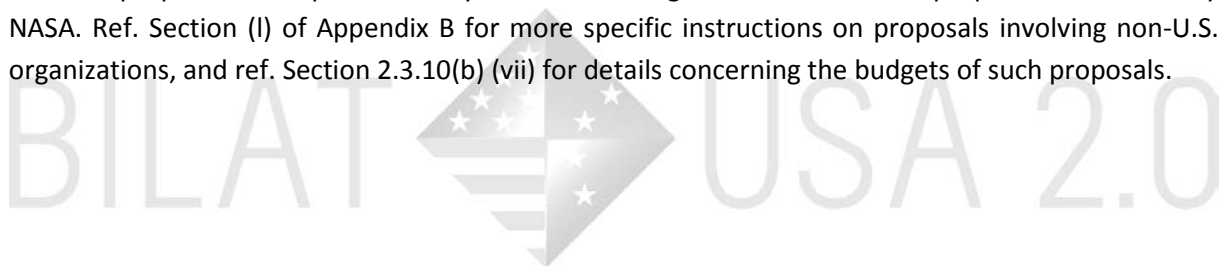 NASA. Ref. Section (l) of Appendix B for more specific instructions on proposals involving non-U.S.
organizations, and ref. Section 2.3.10(b) (vii) for details concerning the budgets of such proposals.
BILAT USA 2.0